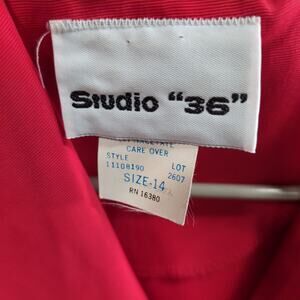 Studio "36"
CARE OVER
STYLE LOT
11108190 2607
SIZE-14
RN 16380